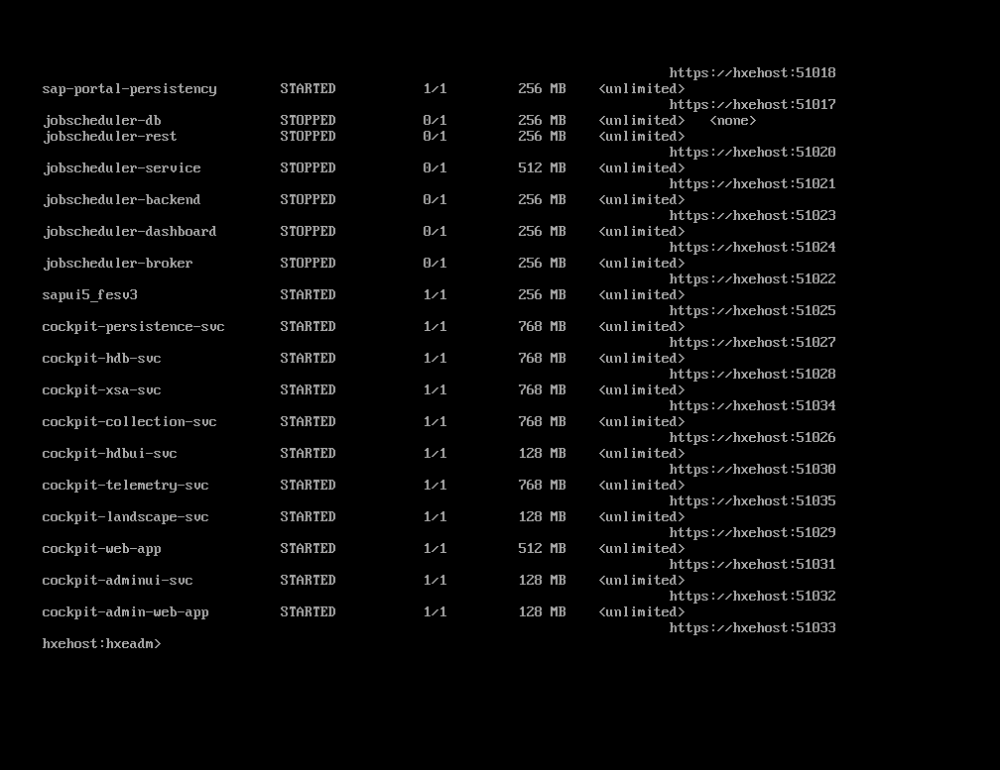 https://hxehost:51018
sap-portal-persistency STARTED 1/1 256 MB <unlimited>
https://hxehost:51017
jobscheduler-db STOPPED 0/1 256 MB <unlimited> <none>
jobscheduler-rest STOPPED 0/1 256 MB <unlimited>
https://hxehost:51020
jobscheduler-service STOPPED 0/1 512 MB <unlimited>
https://hxehost:51021
jobscheduler-backend STOPPED 0/1 256 MB <unlimited>
https://hxehost:51023
jobscheduler-dashboard STOPPED 0/1 256 MB <unlimited>
https://hxehost:51024
jobscheduler-broker STOPPED 0/1 256 MB <unlimited>
https://hxehost:51022
sapui5_fesv3 STARTED 1/1 256 MB <unlimited>
https://hxehost:51025
cockpit-persistence-svc STARTED 1/1 768 MB <unlimited>
https://hxehost:51027
cockpit-hdb-svc STARTED 1/1 768 MB <unlimited>
https://hxehost:51028
cockpit-xsa-svc STARTED 1/1 768 MB <unlimited>
https://hxehost:51034
cockpit-collection-svc STARTED 1/1 768 MB <unlimited>
https://hxehost:51026
cockpit-hdbui-svc STARTED 1/1 128 MB <unlimited>
https://hxehost:51030
cockpit-telemetry-svc STARTED 1/1 768 MB <unlimited>
https://hxehost:51035
cockpit-landscape-svc STARTED 1/1 128 MB <unlimited>
https://hxehost:51029
cockpit-web-app STARTED 1/1 512 MB <unlimited>
https://hxehost:51031
cockpit-adminui-svc STARTED 1/1 128 MB <unlimited>
https://hxehost:51032
cockpit-admin-web-app STARTED 1/1 128 MB <unlimited>
https://hxehost:51033
hxehost:hxeadm>